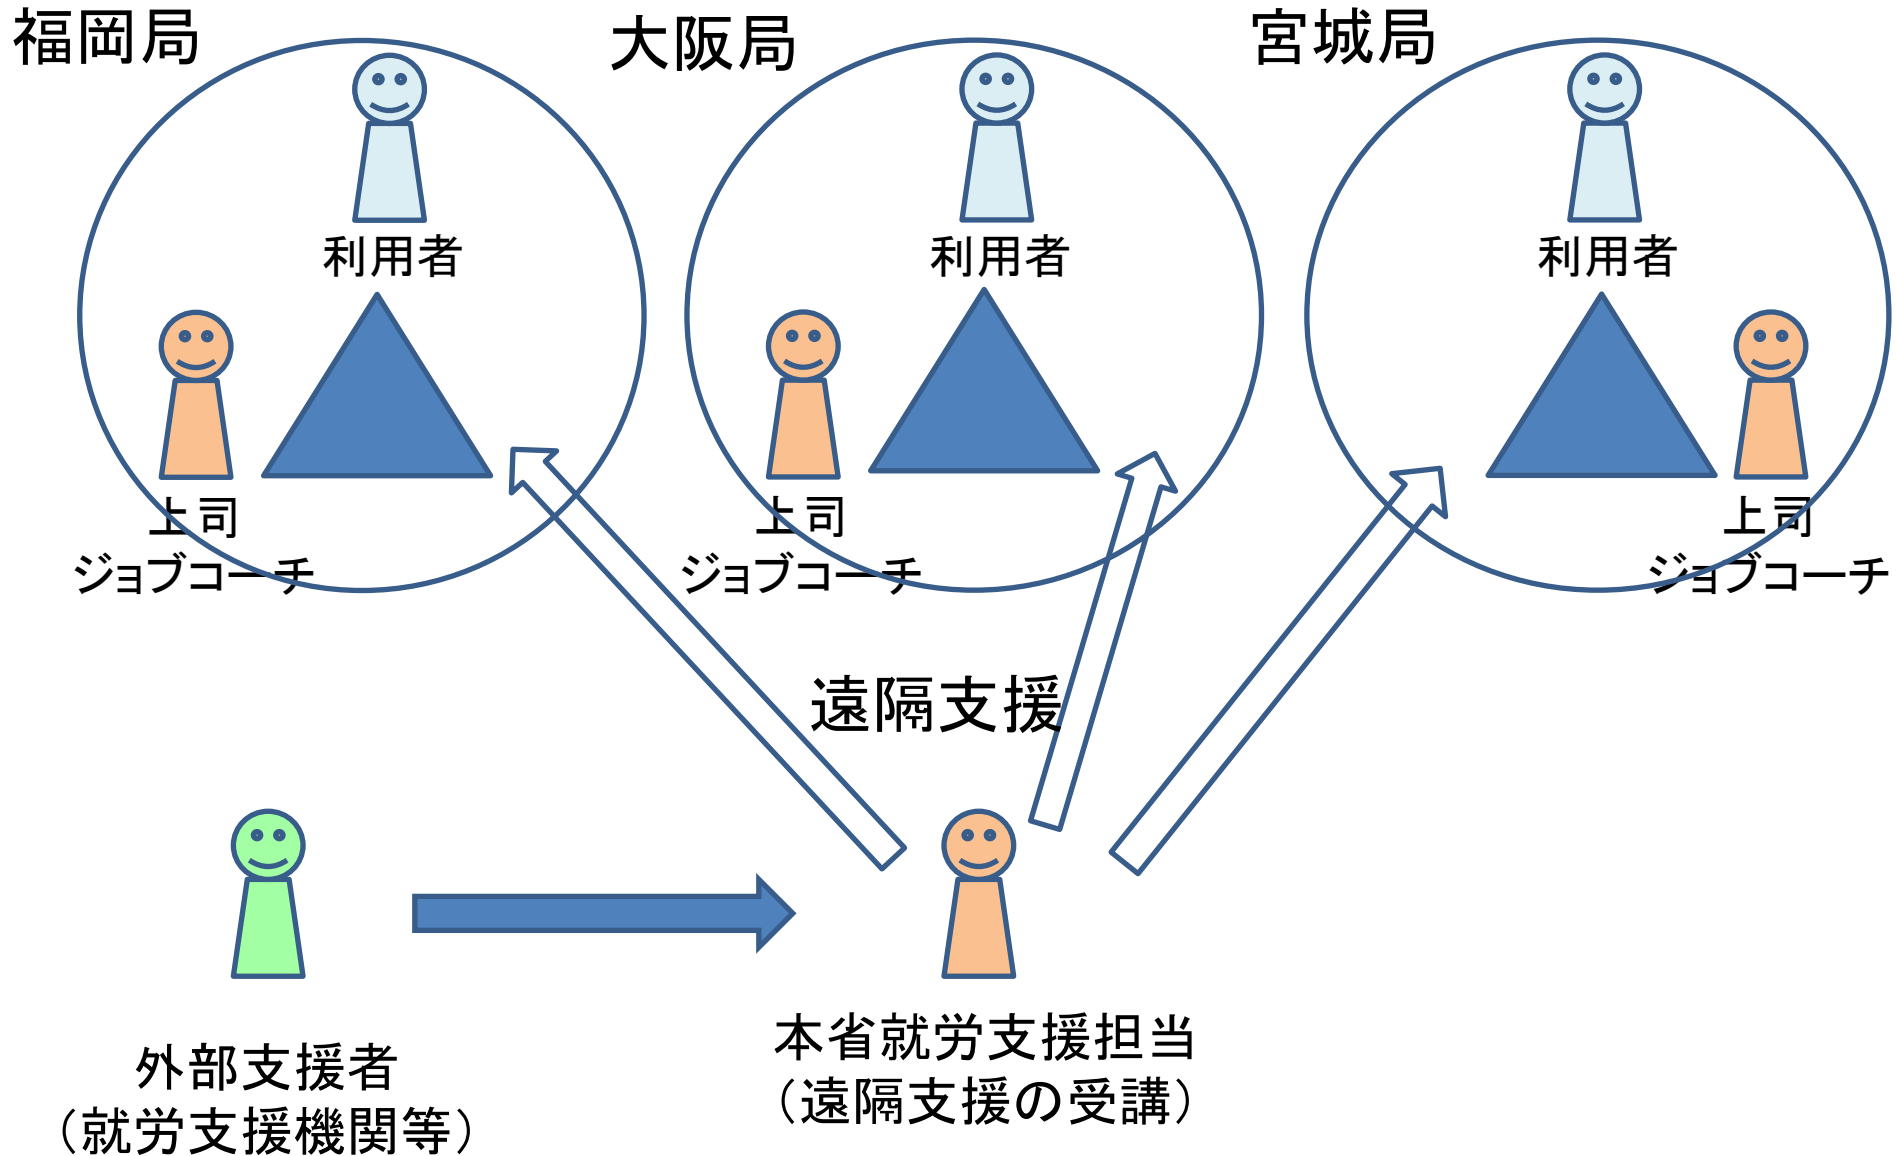 福岡局
大阪局
宮城局
利用者
利用者
利用者
上司
ジョブコーチ
上司
ジョブコーチ
上司
ジョブコーチ
遠隔支援
外部支援者
（就労支援機関等）
本省就労支援担当
（遠隔支援の受講）